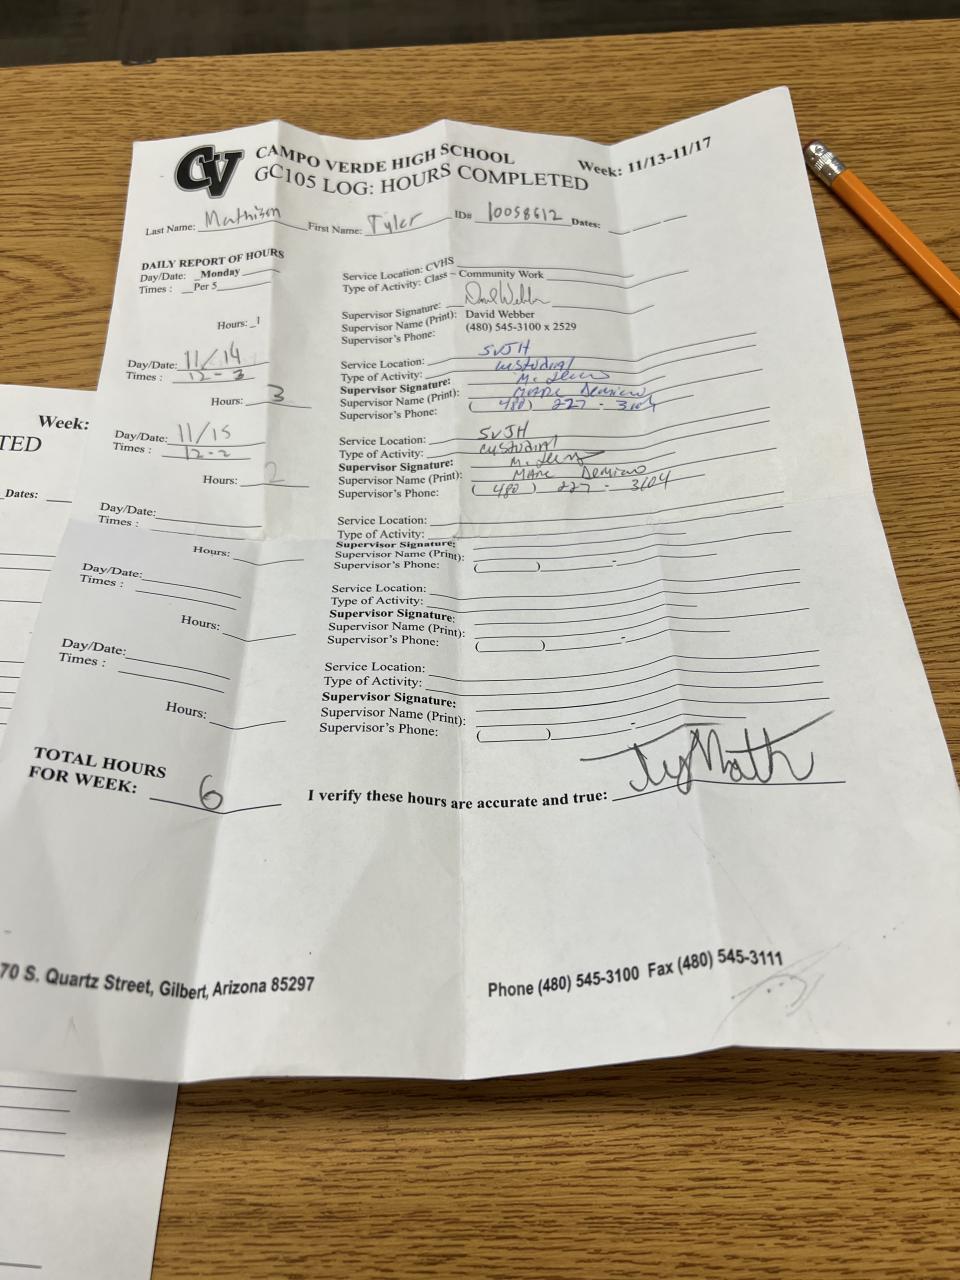 CV
CAMPO VERDE HIGH SCHOOL
Week: 11/13-11/17
GC105 LOG: HOURS COMPLETED
Last Name: Mathison First Name: Tyler ID# 10058612 Dates:
DAILY REPORT OF HOURS
Day/Date: Monday
Times : Per 5
Hours: 1
Service Location: CVHS
Type of Activity: Class – Community Work
Supervisor Signature: David Webber
Supervisor Name (Print): David Webber
Supervisor's Phone: (480) 545-3100 x 2529
Day/Date: 11/14
Times : 12-3
Hours: 3
Service Location: SVJH
Type of Activity: custodial
Supervisor Signature: M.
Supervisor Name (Print): MARC
Supervisor's Phone: (480) 227 - 3104
Day/Date: 11/15
Times : 12-2
Hours: 2
Service Location: SVJH
Type of Activity: custodial
Supervisor Signature: M.
Supervisor Name (Print): MARC
Supervisor's Phone: (480) 227 - 3104
Day/Date:
Times :
Hours:
Service Location:
Type of Activity:
Supervisor Signature:
Supervisor Name (Print):
Supervisor's Phone: ( ) -
Day/Date:
Times :
Hours:
Service Location:
Type of Activity:
Supervisor Signature:
Supervisor Name (Print):
Supervisor's Phone: ( ) -
Day/Date:
Times :
Hours:
Service Location:
Type of Activity:
Supervisor Signature:
Supervisor Name (Print):
Supervisor's Phone: ( ) -
TOTAL HOURS
FOR WEEK: 6
I verify these hours are accurate and true: Ty Math
70 S. Quartz Street, Gilbert, Arizona 85297
Phone (480) 545-3100 Fax (480) 545-3111
Week:
TED
Dates: